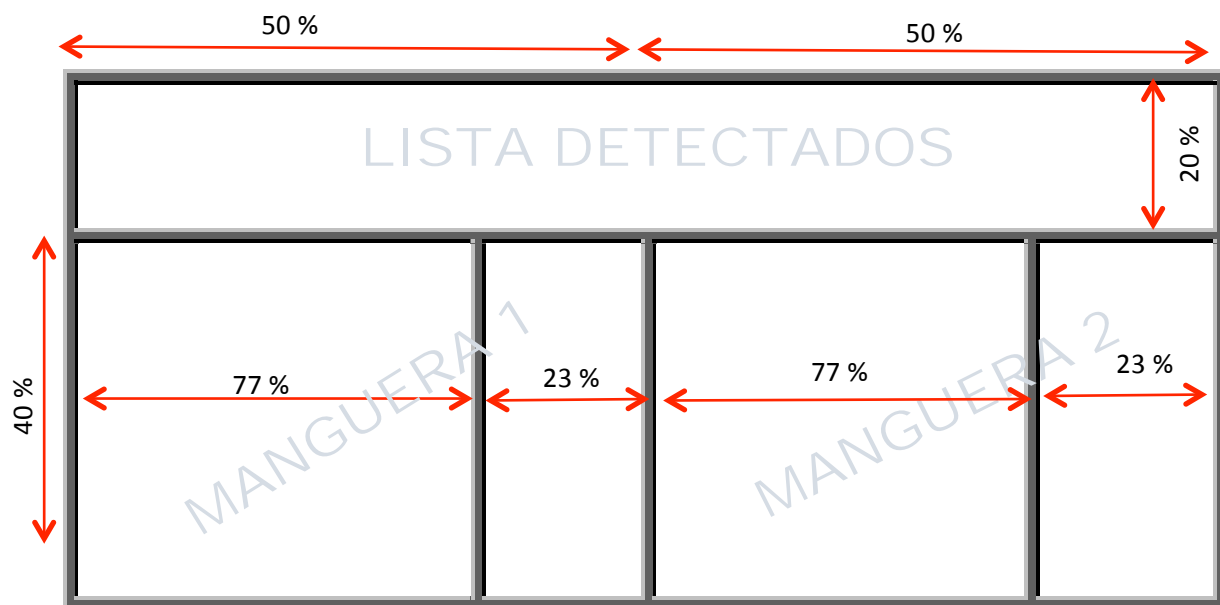 50 %
50 %
LISTA DETECTADOS
20 %
40 %
MANGUERA 1
77 %
23 %
MANGUERA 2
77 %
23 %